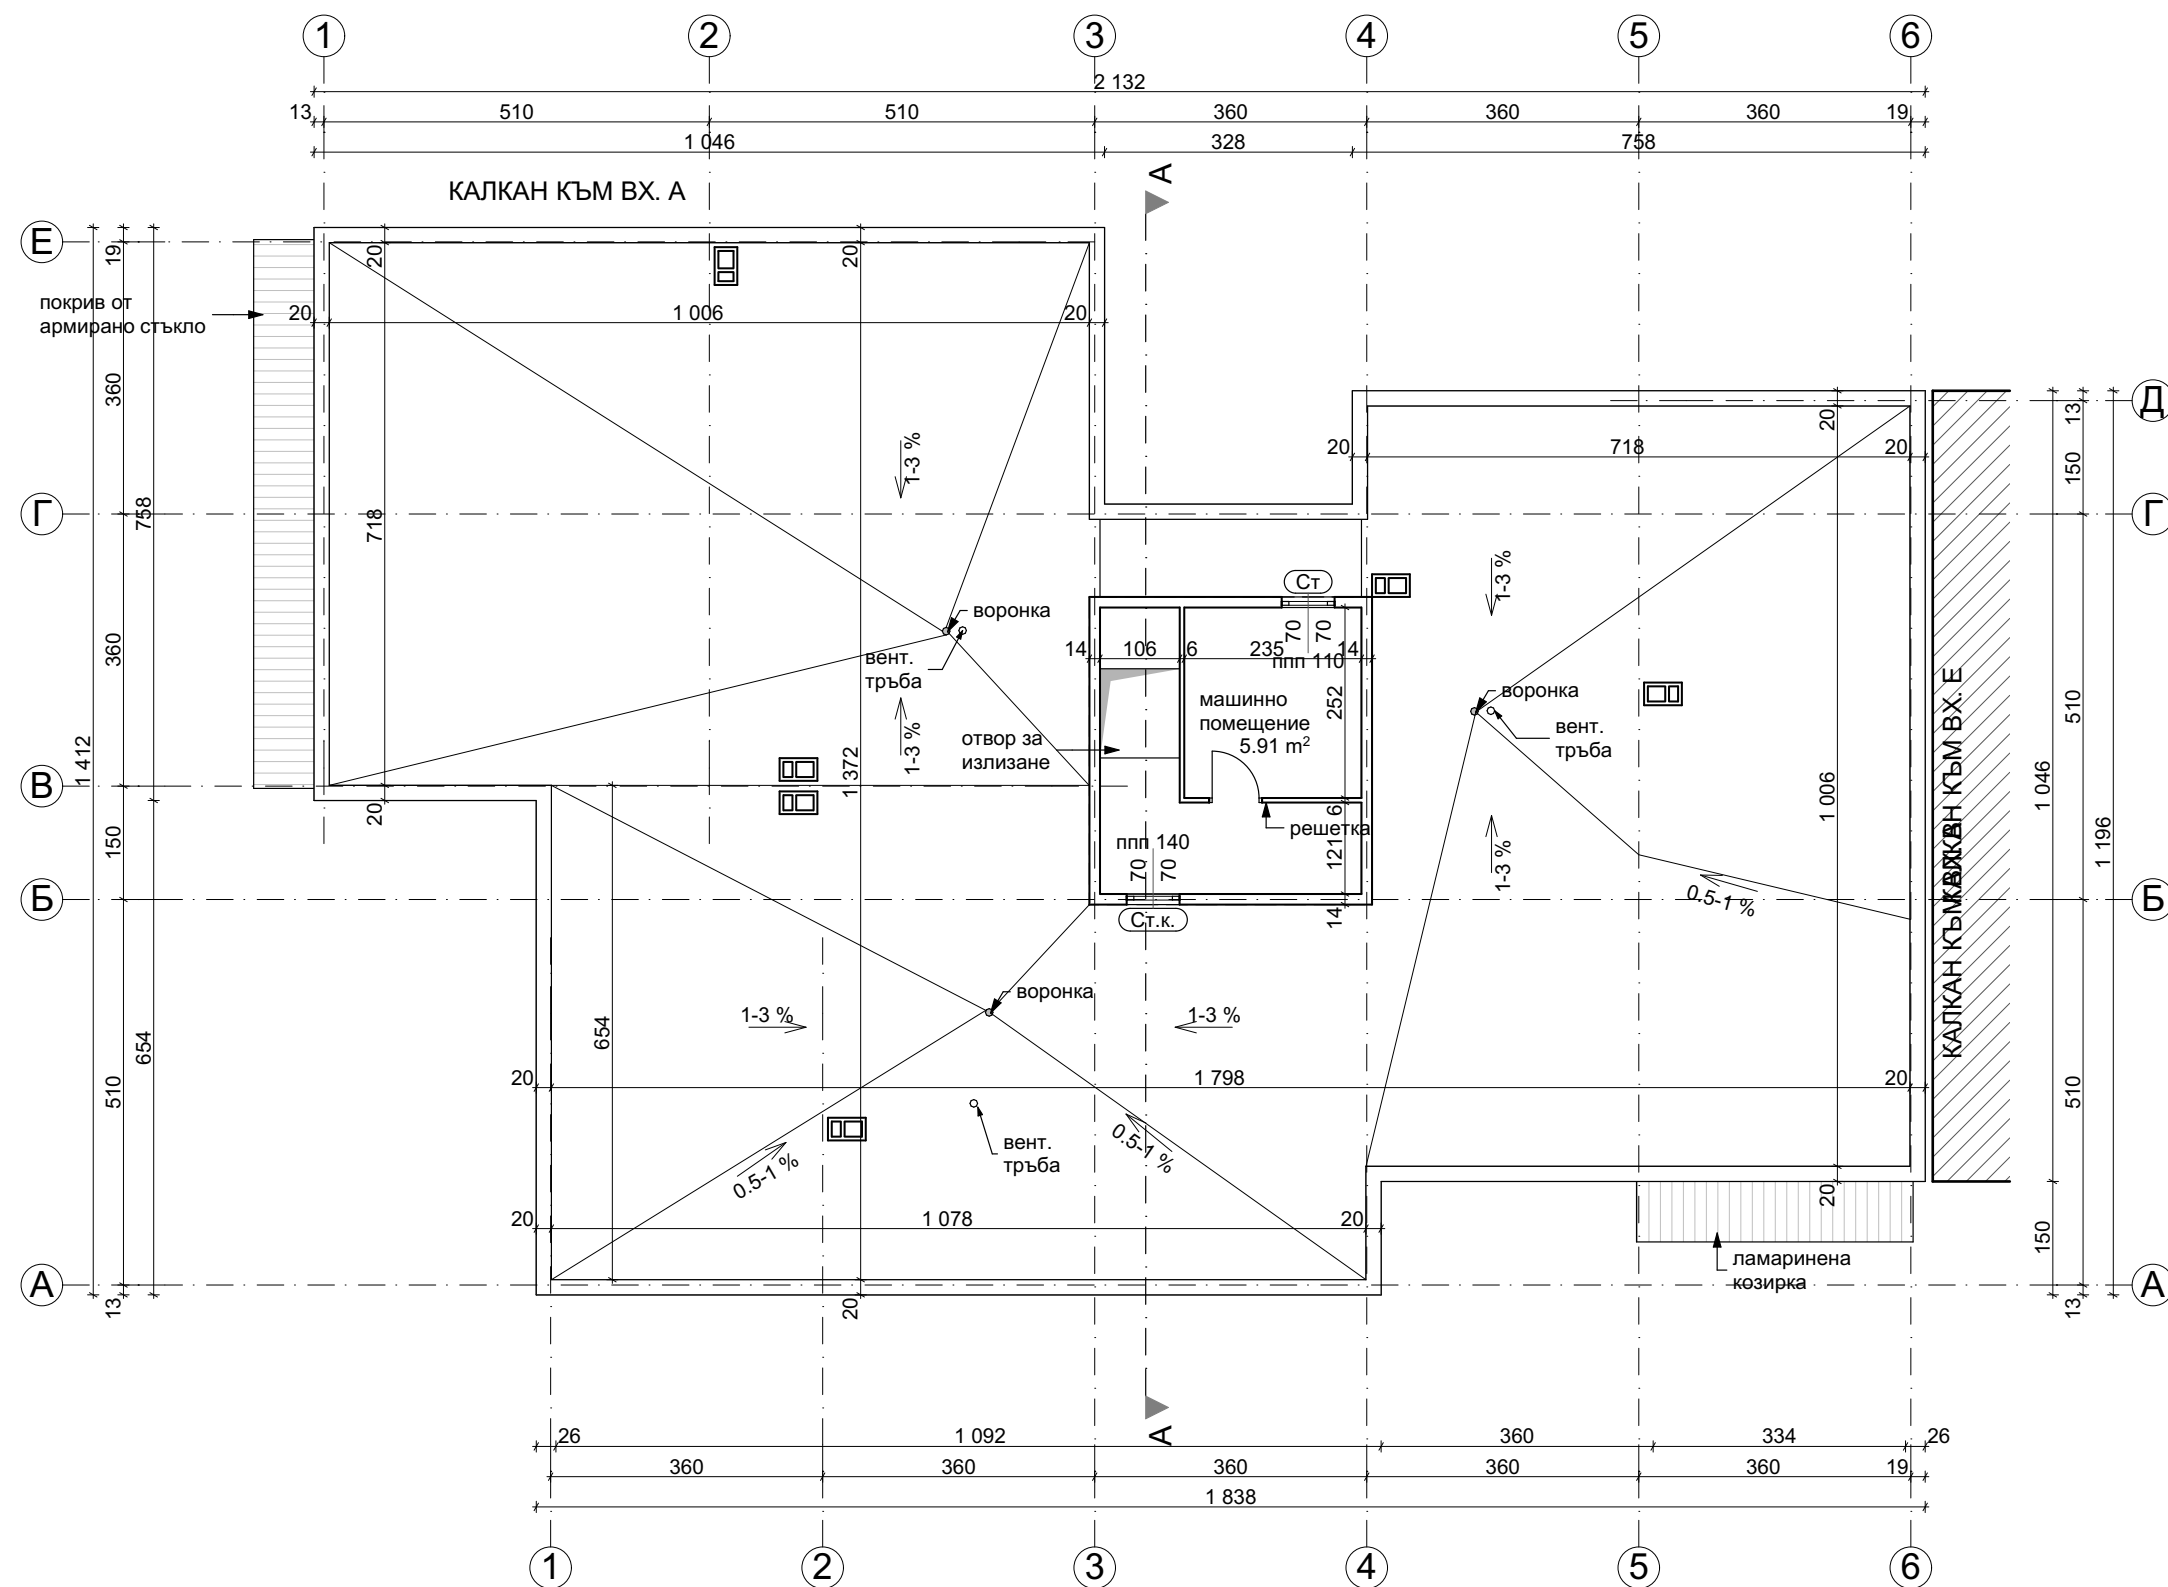 1 2 3 4 5 6
2 132
13 510 510 360 360 360 19
1 046 328 758
A
КАЛКАН КЪМ ВХ. А
Е
19
20 20
покрив от
армирано стъкло
20 1 006 20
360
Д
13
20
20 718 20
150
1-3 %
758
718
Г
Г
1-3 %
Ст
воронка
70 70
14 106 6 235 14
ппп 110
вент.
тръба
360
252
машинно
помещение
5.91 m²
воронка
вент.
тръба
510
КАЛКАН КЪМ ВХ. Е
отвор за
излизане
1-3 %
1 412
1 372
1 046
В
20
6
решетка
1 006
1 196
150
ппп 140
70 70
121
1-3 %
0.5-1 %
Б
Б
Ст.к.
14
воронка
1-3 %
1-3 %
654
654
20 1 798 20
510
510
вент.
тръба
0.5-1 %
0.5-1 %
20
20 1 078 20
150
ламаринена
козирка
А
А
13
20
13
A
26 1 092 360 334 26
360 360 360 360 360 19
1 838
1 2 3 4 5 6